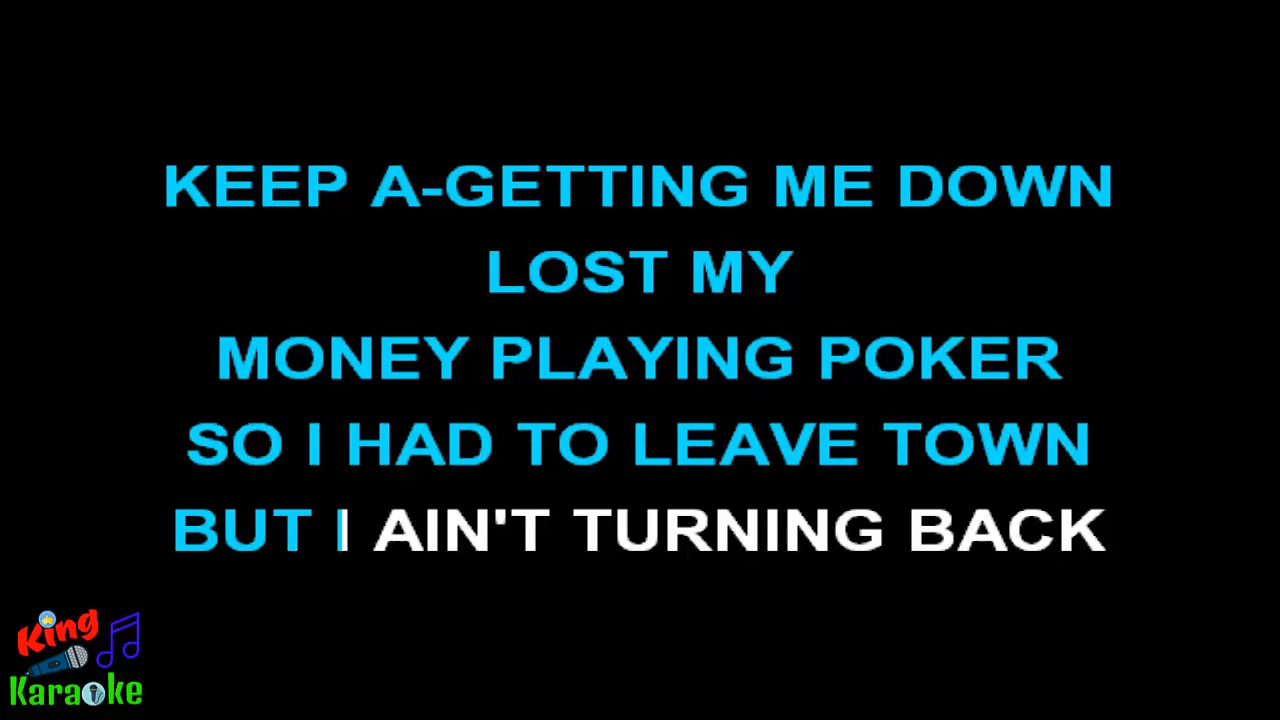 KEEP A-GETTING ME DOWN
LOST MY
MONEY PLAYING POKER
SO I HAD TO LEAVE TOWN
BUT I AIN'T TURNING BACK
King
Karaoke